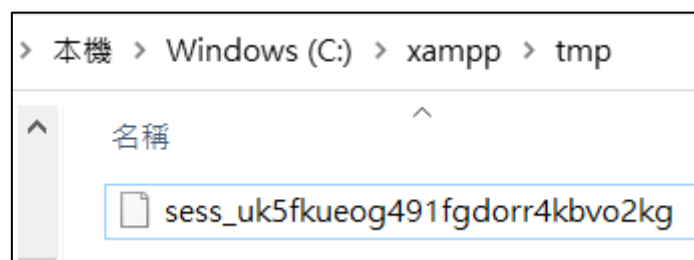 > 本機 > Windows (C:) > xampp > tmp
名稱
sess_uk5fkueog491fgdorr4kbvo2kg